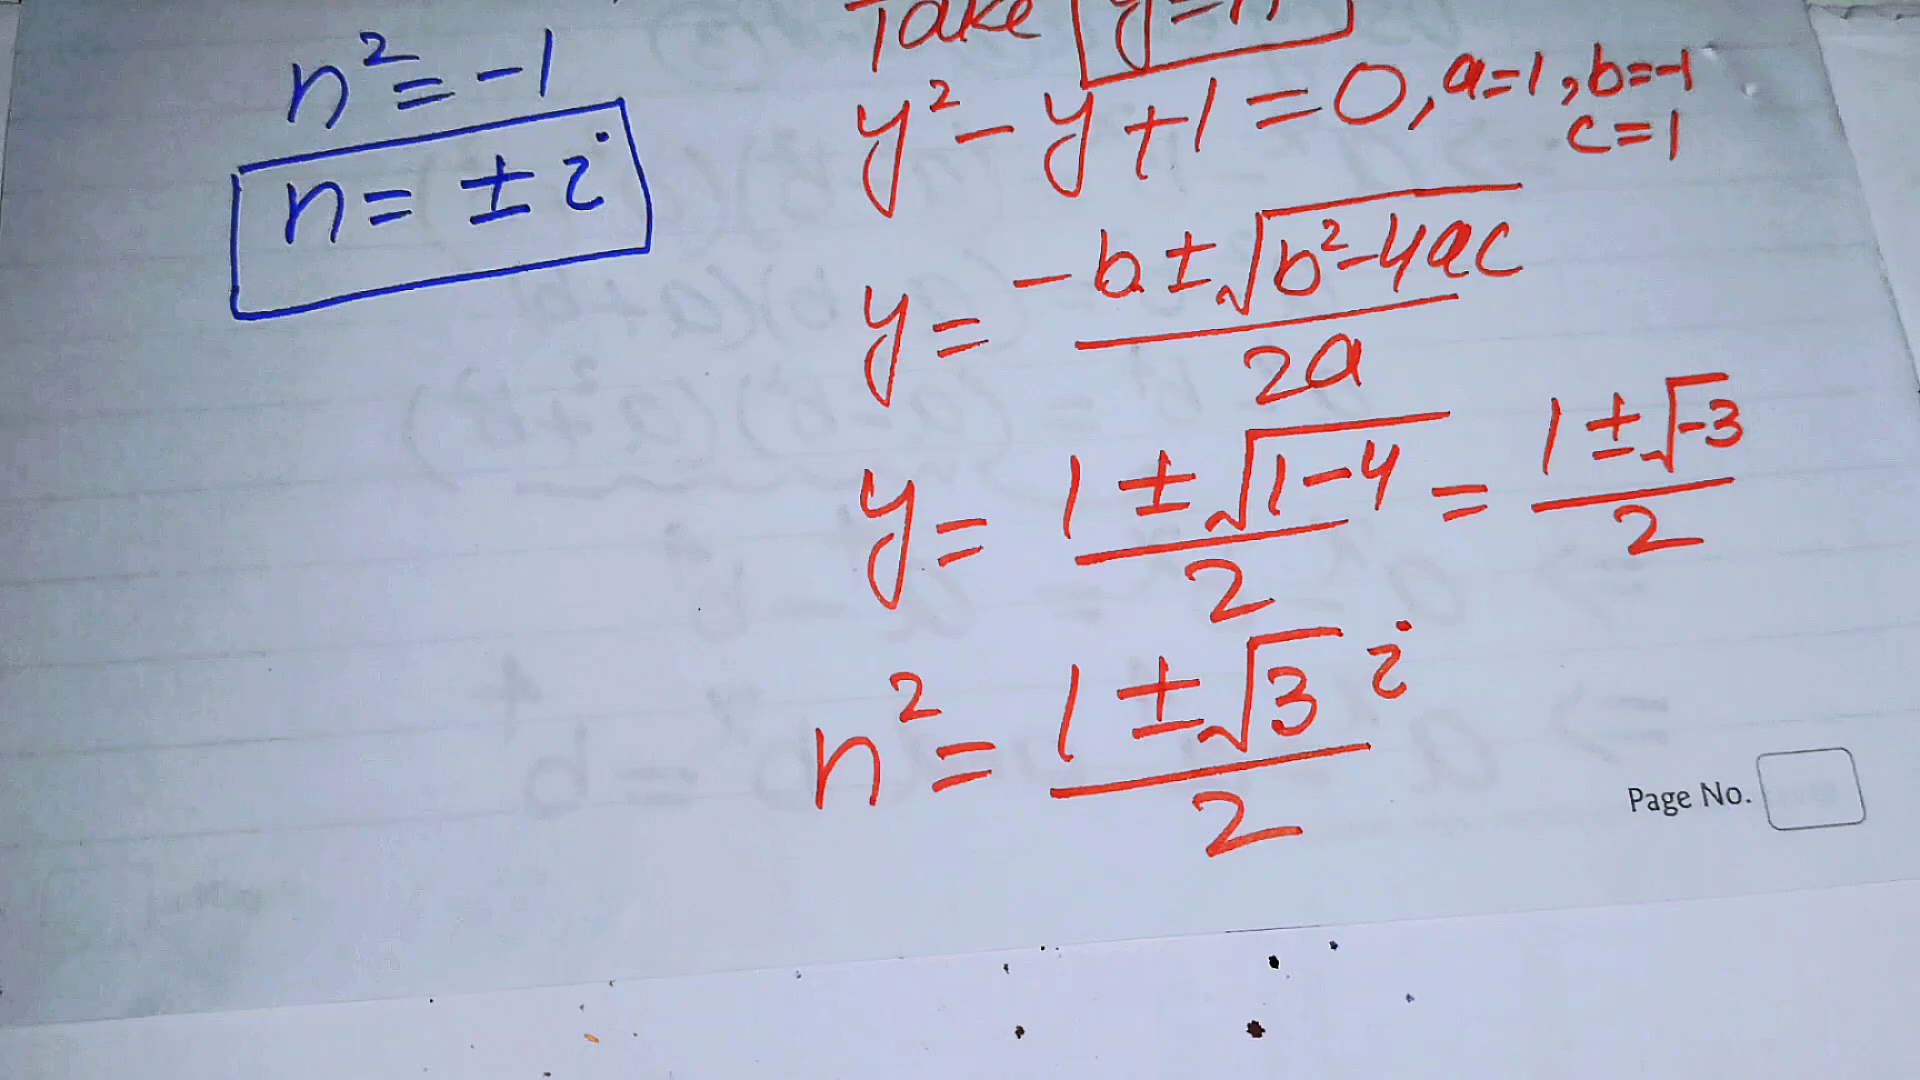 n² = -1
n = ± i
Take
y² - y + 1 = 0, a=1, b=-1
c=1
y = -b ± √b²-4ac / 2a
y = 1 ± √1-4 / 2 = 1 ± √-3 / 2
n² = 1 ± √3 i / 2
Page No.